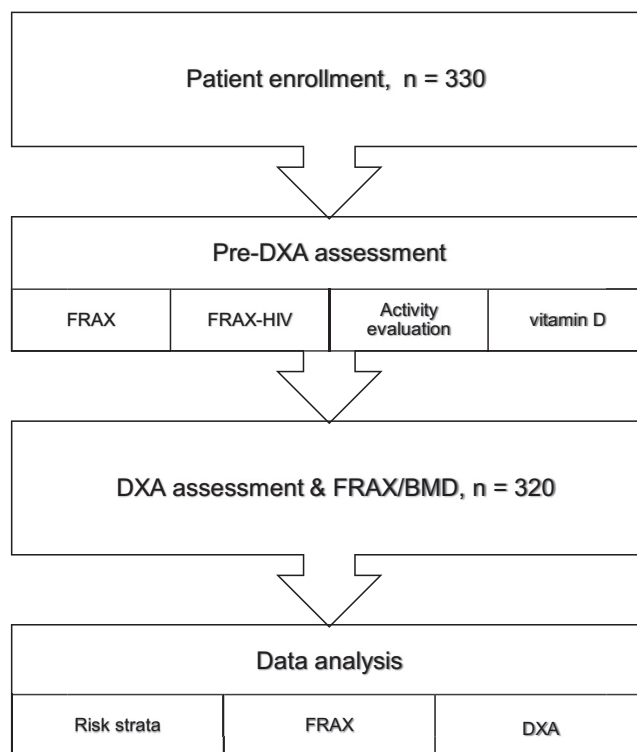 Patient enrollment, n = 330
Pre-DXA assessment
FRAX
FRAX-HIV
Activity
evaluation
vitamin D
DXA assessment & FRAX/BMD, n = 320
Data analysis
Risk strata
FRAX
DXA